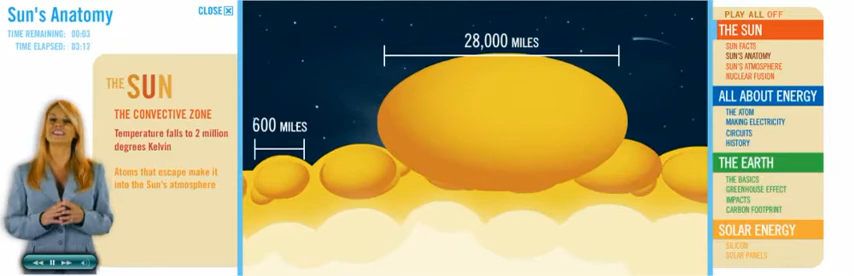 Sun's Anatomy
CLOSE
TIME REMAINING: 00:03
TIME ELAPSED: 03:12
THE SUN
THE CONVECTIVE ZONE
Temperature falls to 2 million
degrees Kelvin
Atoms that escape make it
into the Sun's atmosphere
28,000 MILES
600 MILES
PLAY ALL OFF
THE SUN
SUN FACTS
SUN'S ANATOMY
SUN'S ATMOSPHERE
NUCLEAR FUSION
ALL ABOUT ENERGY
THE ATOM
MAKING ELECTRICITY
CIRCUITS
HISTORY
THE EARTH
THE BASICS
GREENHOUSE EFFECT
IMPACTS
CARBON FOOTPRINT
SOLAR ENERGY
SILICON
SOLAR PANELS